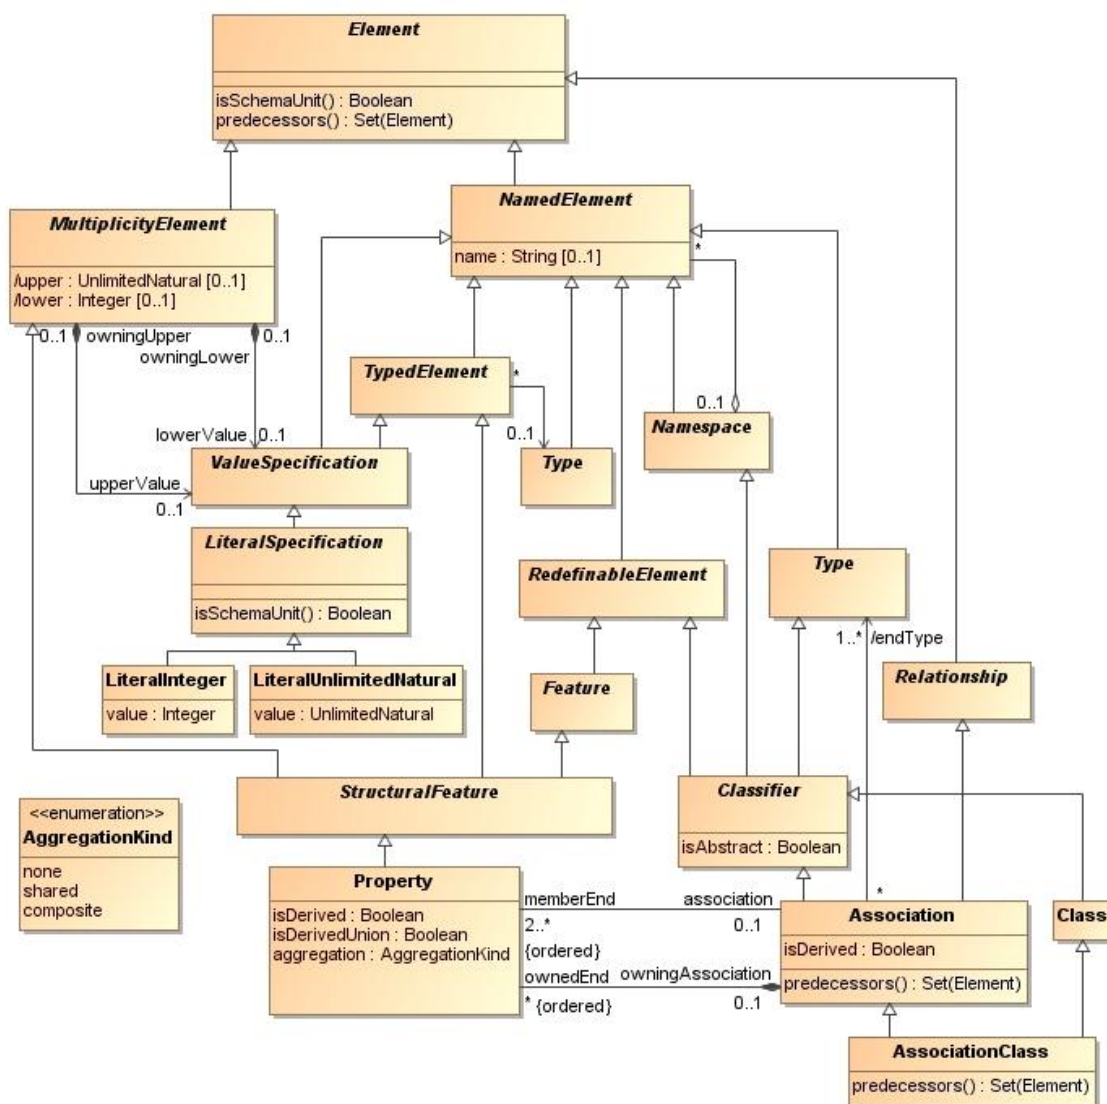 Element
isSchemaUnit() : Boolean
predecessors() : Set(Element)
NamedElement
name : String [0..1]
*
MultiplicityElement
/upper : UnlimitedNatural [0..1]
/lower : Integer [0..1]
0..1
owningUpper
0..1
owningLower
TypedElement
*
0..1
0..1
Namespace
lowerValue
0..1
ValueSpecification
Type
upperValue
0..1
LiteralSpecification
isSchemaUnit() : Boolean
RedefinableElement
Type
1..*
/endType
LiteralInteger
value : Integer
LiteralUnlimitedNatural
value : UnlimitedNatural
Feature
Relationship
StructuralFeature
Classifier
isAbstract : Boolean
<<enumeration>>
AggregationKind
none
shared
composite
Property
isDerived : Boolean
isDerivedUnion : Boolean
aggregation : AggregationKind
memberEnd
association
*
2..*
0..1
{ordered}
ownedEnd
owningAssociation
* {ordered}
0..1
Association
isDerived : Boolean
predecessors() : Set(Element)
Class
AssociationClass
predecessors() : Set(Element)